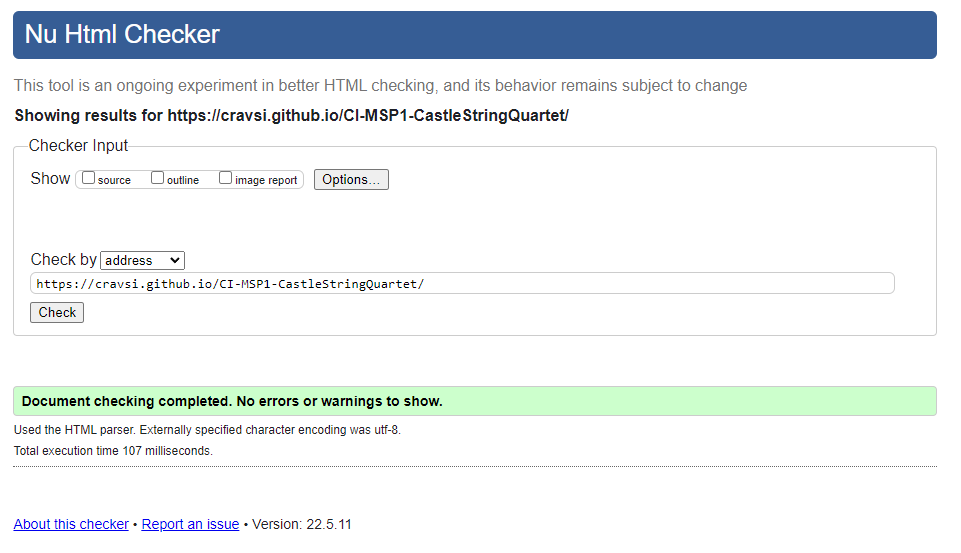 Nu Html Checker
This tool is an ongoing experiment in better HTML checking, and its behavior remains subject to change
Showing results for https://cravsi.github.io/CI-MSP1-CastleStringQuartet/
Checker Input
Show source outline image report Options...
Check by address
https://cravsi.github.io/CI-MSP1-CastleStringQuartet/
Check
Document checking completed. No errors or warnings to show.
Used the HTML parser. Externally specified character encoding was utf-8.
Total execution time 107 milliseconds.
About this checker • Report an issue • Version: 22.5.11